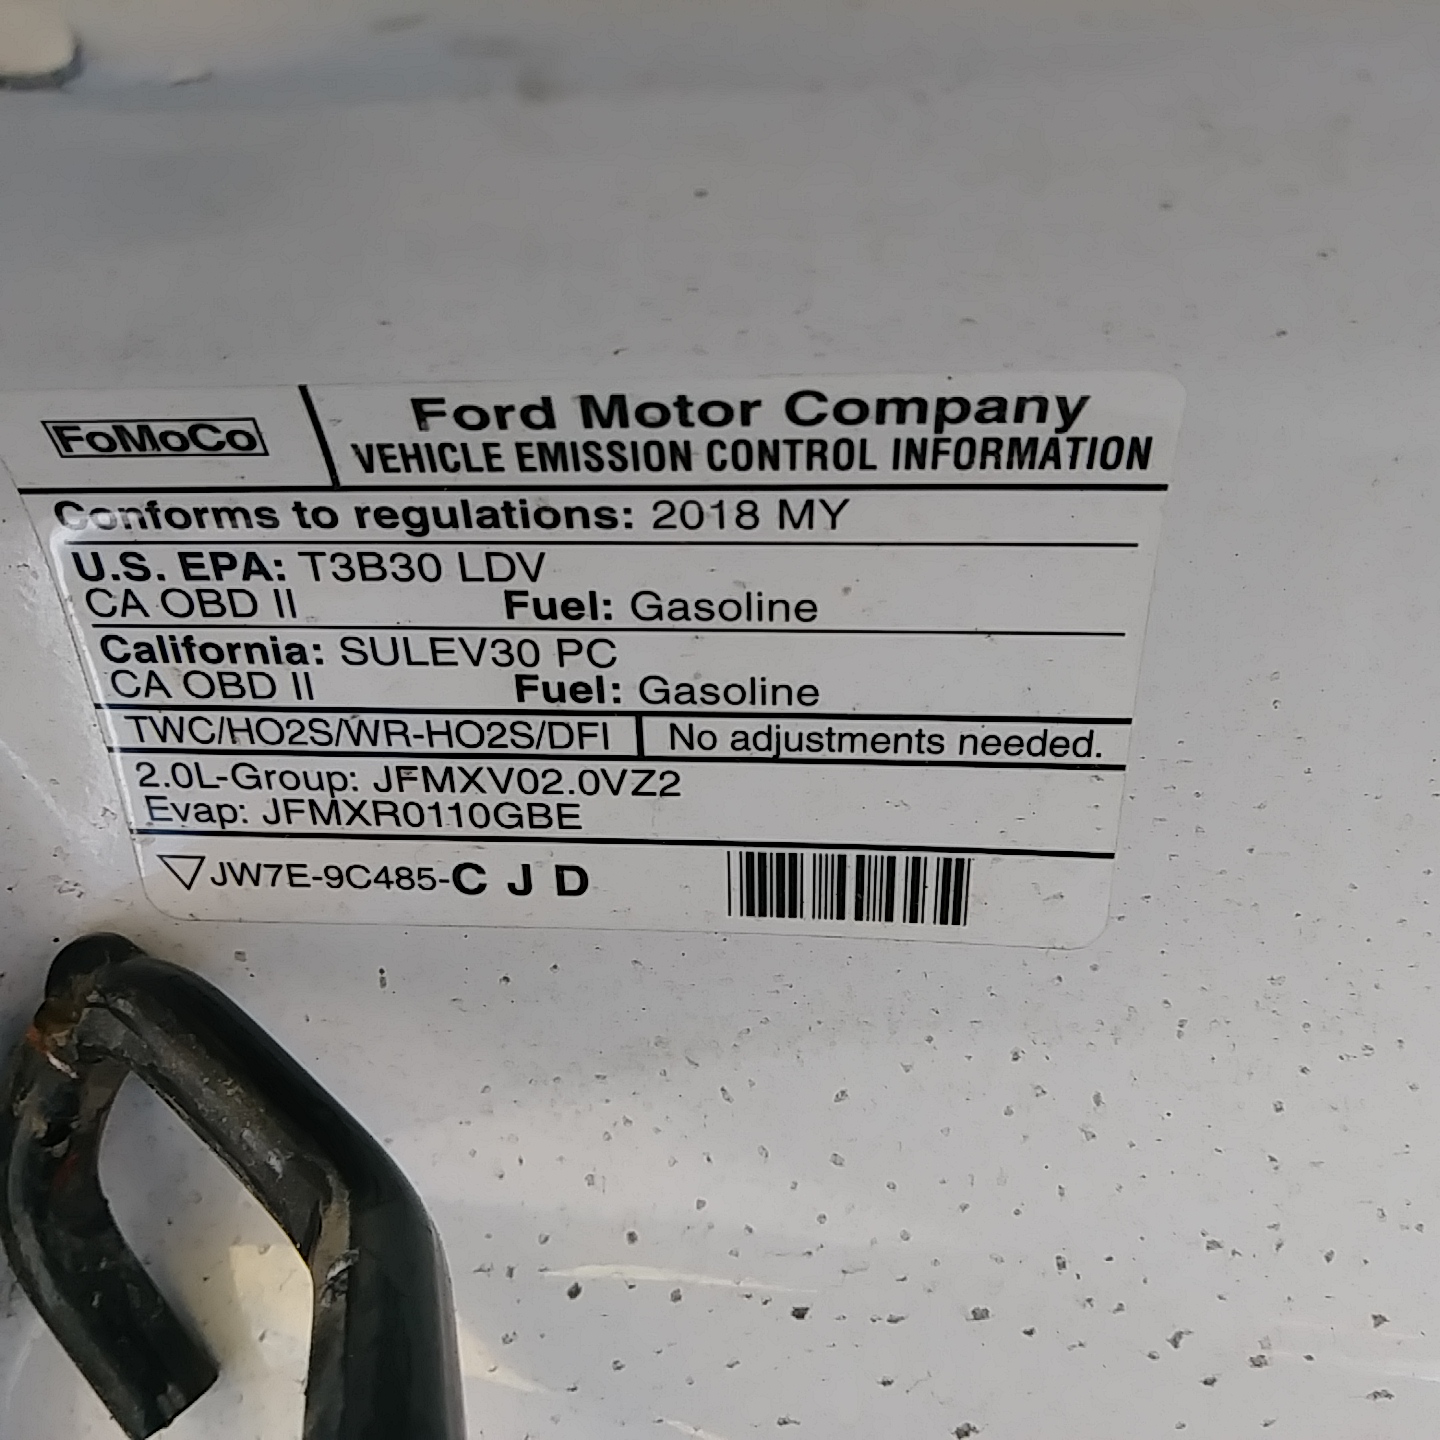 FoMoCo
Ford Motor Company
VEHICLE EMISSION CONTROL INFORMATION
Conforms to regulations: 2018 MY
U.S. EPA: T3B30 LDV
CA OBD II Fuel: Gasoline
California: SULEV30 PC
CA OBD II Fuel: Gasoline
TWC/HO2S/WR-HO2S/DFI No adjustments needed.
2.0L-Group: JFMXV02.0VZ2
Evap: JFMXR0110GBE
JW7E-9C485-C J D